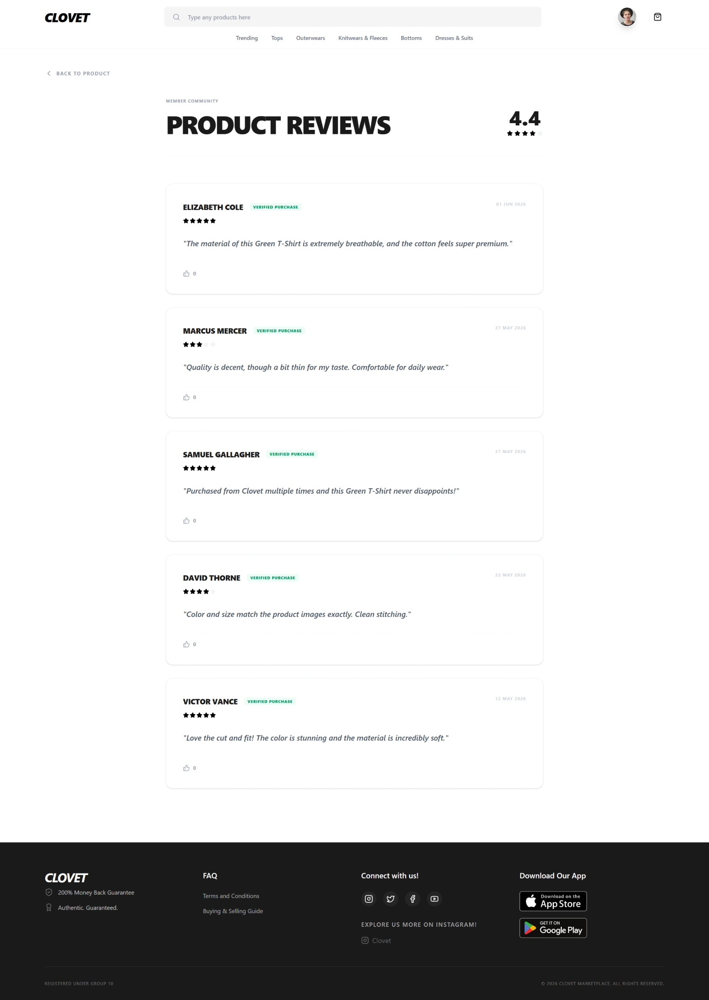 CLOVET
Type any products here
Trending Tops Outerwears Knitwears & Fleeces Bottoms Dresses & Suits
BACK TO PRODUCT
MEMBER COMMUNITY
PRODUCT REVIEWS
4.4
ELIZABETH COLE VERIFIED PURCHASE 01 JUN 2026
"The material of this Green T-Shirt is extremely breathable, and the cotton feels super premium."
0
MARCUS MERCER VERIFIED PURCHASE 27 MAY 2026
"Quality is decent, though a bit thin for my taste. Comfortable for daily wear."
0
SAMUEL GALLAGHER VERIFIED PURCHASE 27 MAY 2026
"Purchased from Clovet multiple times and this Green T-Shirt never disappoints!"
0
DAVID THORNE VERIFIED PURCHASE 22 MAY 2026
"Color and size match the product images exactly. Clean stitching."
0
VICTOR VANCE VERIFIED PURCHASE 12 MAY 2026
"Love the cut and fit! The color is stunning and the material is incredibly soft."
0
CLOVET
200% Money Back Guarantee
Authentic. Guaranteed.
FAQ
Terms and Conditions
Buying & Selling Guide
Connect with us!
EXPLORE US MORE ON INSTAGRAM!
Clovet
Download Our App
Download on the
App Store
GET IT ON
Google Play
REGISTERED UNDER GROUP 10
© 2026 CLOVET MARKETPLACE. ALL RIGHTS RESERVED.